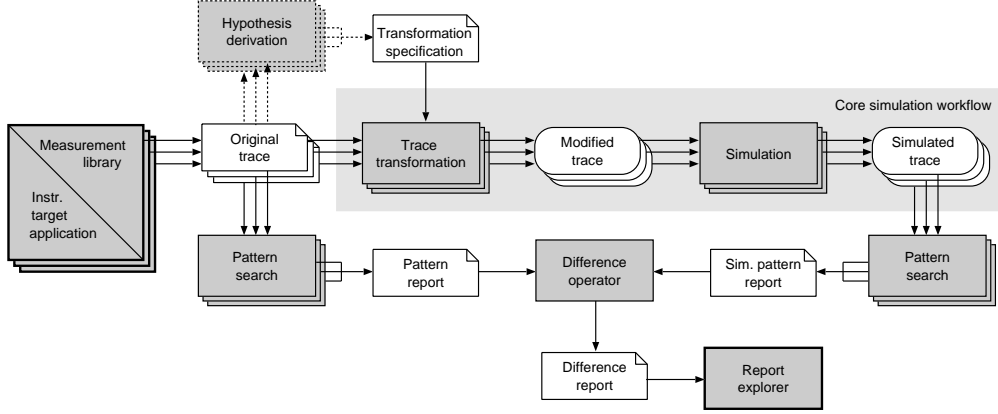 Hypothesis
derivation
Transformation
specification
Core simulation workflow
Measurement
library
Instr.
target
application
Original
trace
Trace
transformation
Modified
trace
Simulation
Simulated
trace
Pattern
search
Pattern
report
Difference
operator
Sim. pattern
report
Pattern
search
Difference
report
Report
explorer